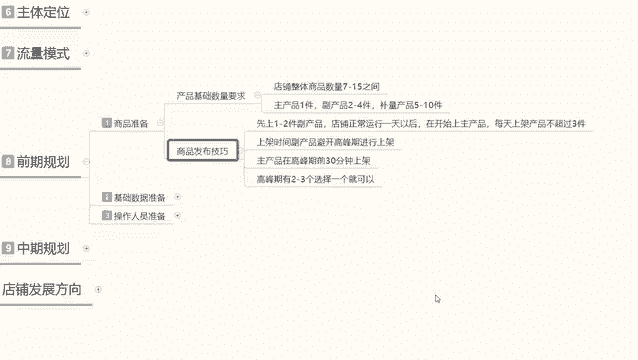 6 主体定位
7 流量模式
8 前期规划
1 商品准备
产品基础数量要求
店铺整体商品数量7-15之间
主产品1件，副产品2-4件，补量产品5-10件
商品发布技巧
先上1-2件副产品，店铺正常运行一天以后，在开始上主产品，每天上架产品不超过3件
上架时间副产品避开高峰期进行上架
主产品在高峰期前30分钟上架
高峰期有2-3个选择一个就可以
2 基础数据准备
3 操作人员准备
9 中期规划
店铺发展方向